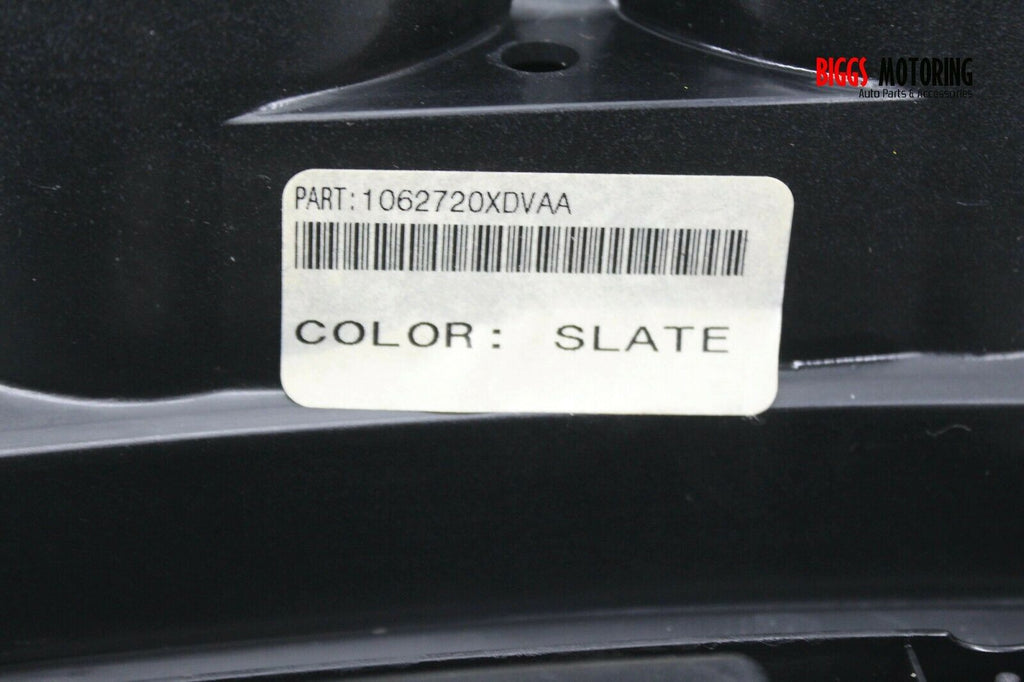 BIGGS MOTORING
Auto Parts & Accessories
PART:1062720XDVAA
COLOR: SLATE